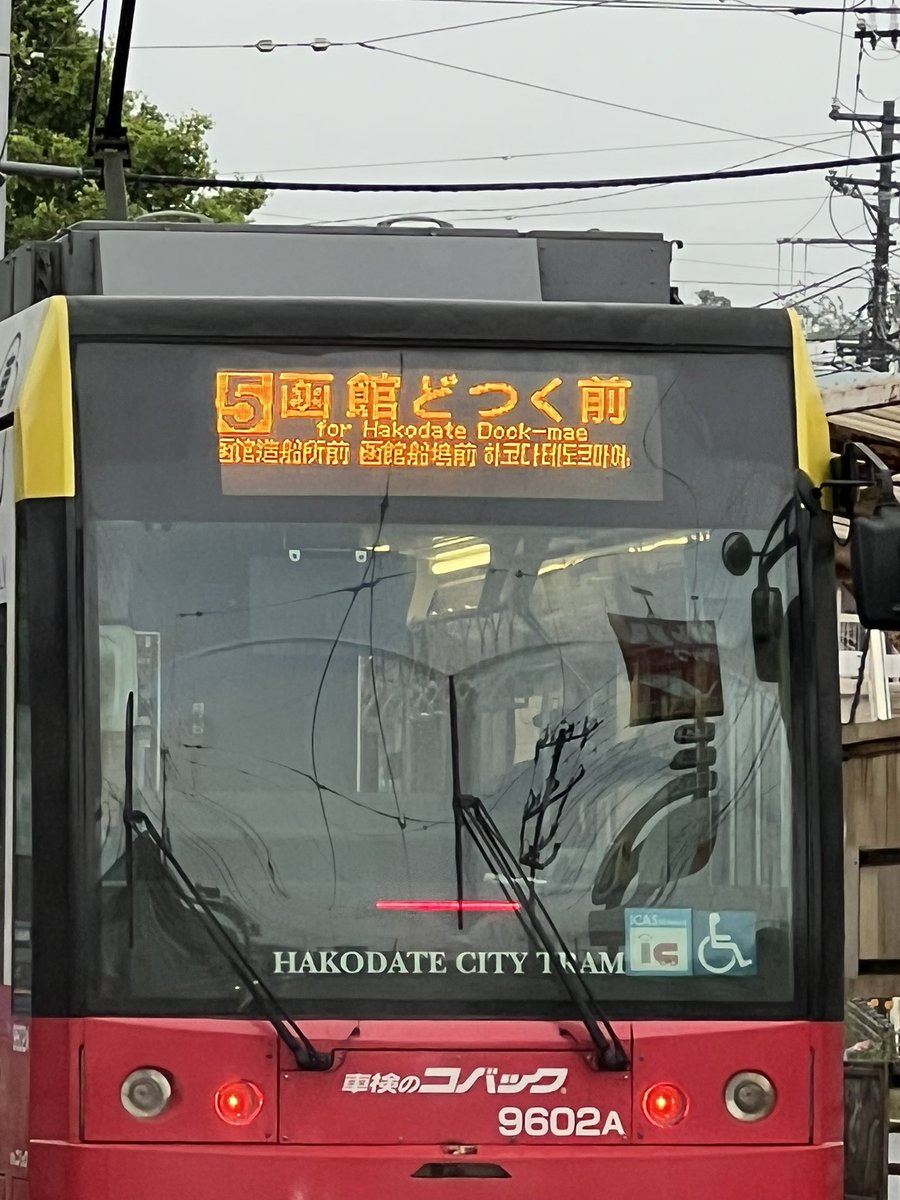 5 函館どつく前
for Hakodate Dock-mae
函馆造船所前 函館船塢前 하코다테도크마에
HAKODATE CITY TRAM
ICAS
車検のコバック
9602A